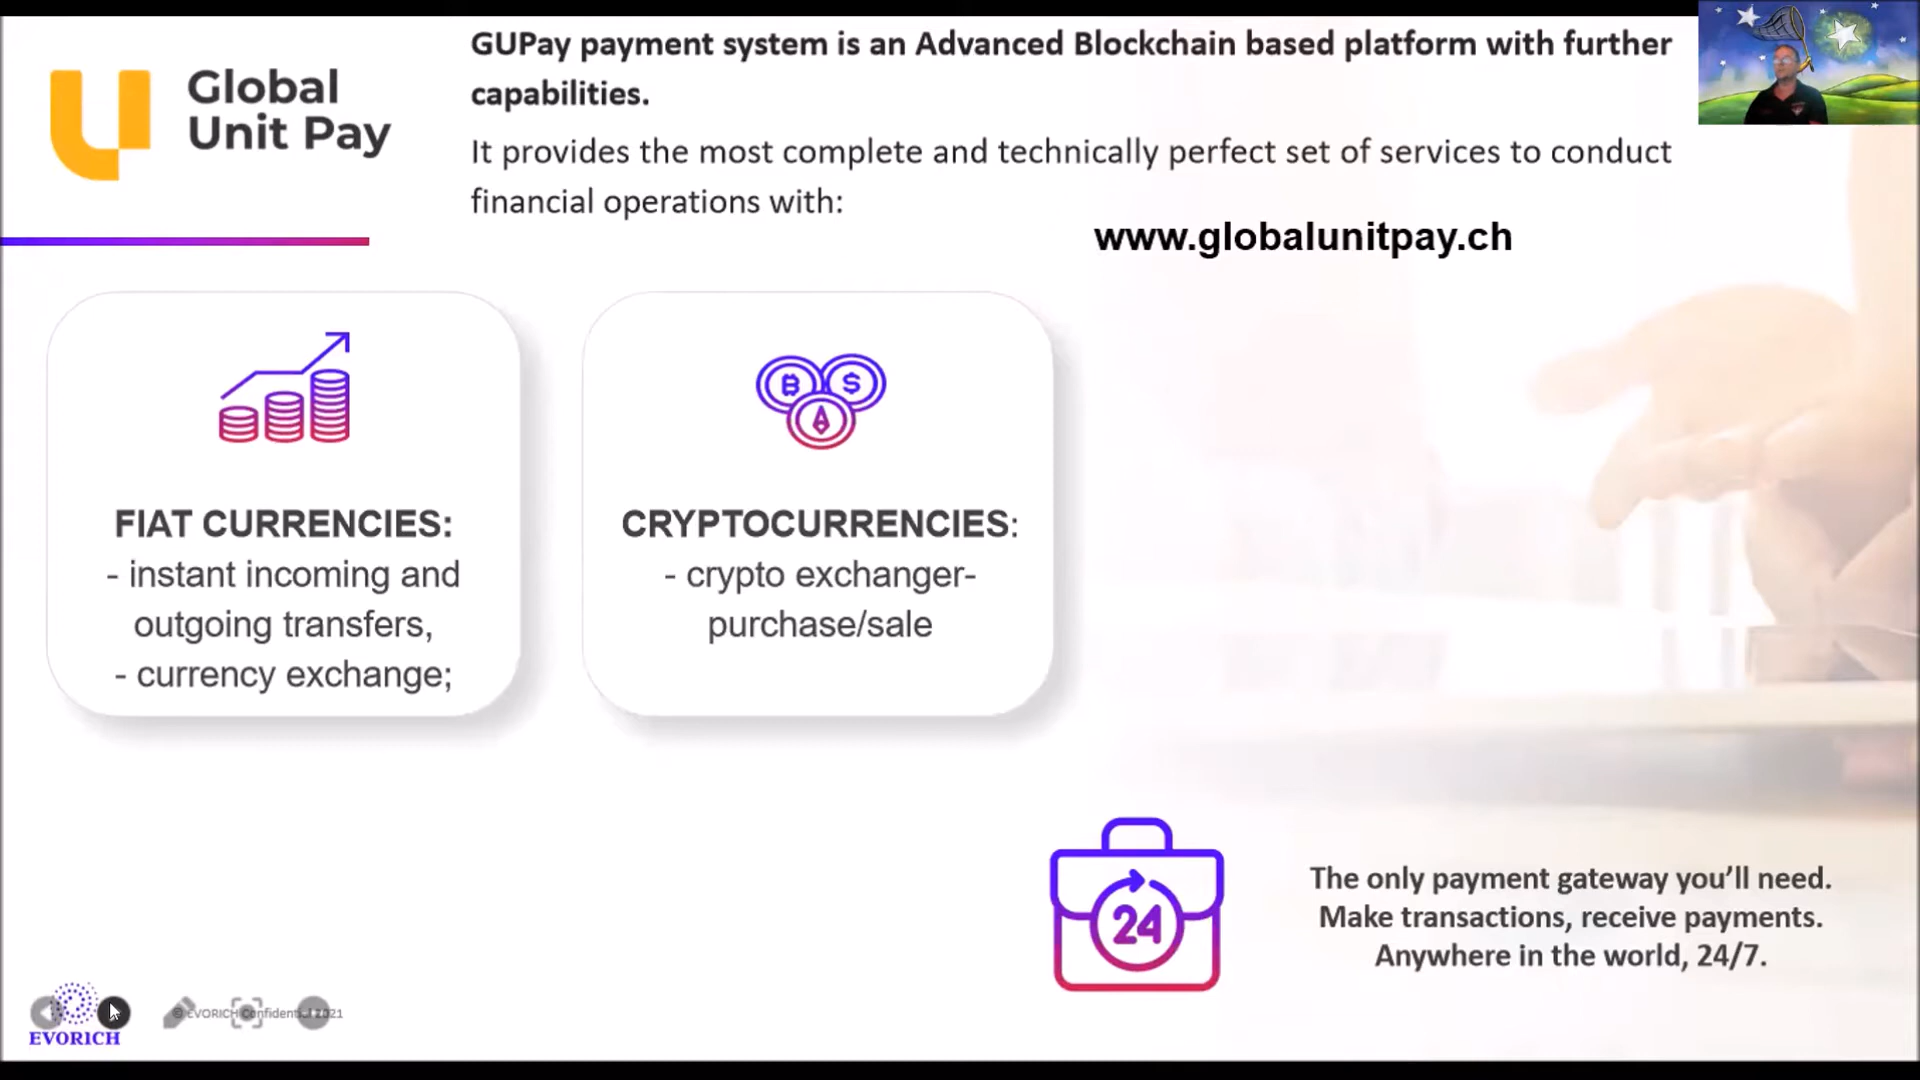 Global
Unit Pay
GUPay payment system is an Advanced Blockchain based platform with further
capabilities.
It provides the most complete and technically perfect set of services to conduct
financial operations with:
www.globalunitpay.ch
FIAT CURRENCIES:
- instant incoming and
outgoing transfers,
- currency exchange;
CRYPTOCURRENCIES:
- crypto exchanger-
purchase/sale
24
The only payment gateway you’ll need.
Make transactions, receive payments.
Anywhere in the world, 24/7.
EVORICH
© EVORICH Confidential 2021